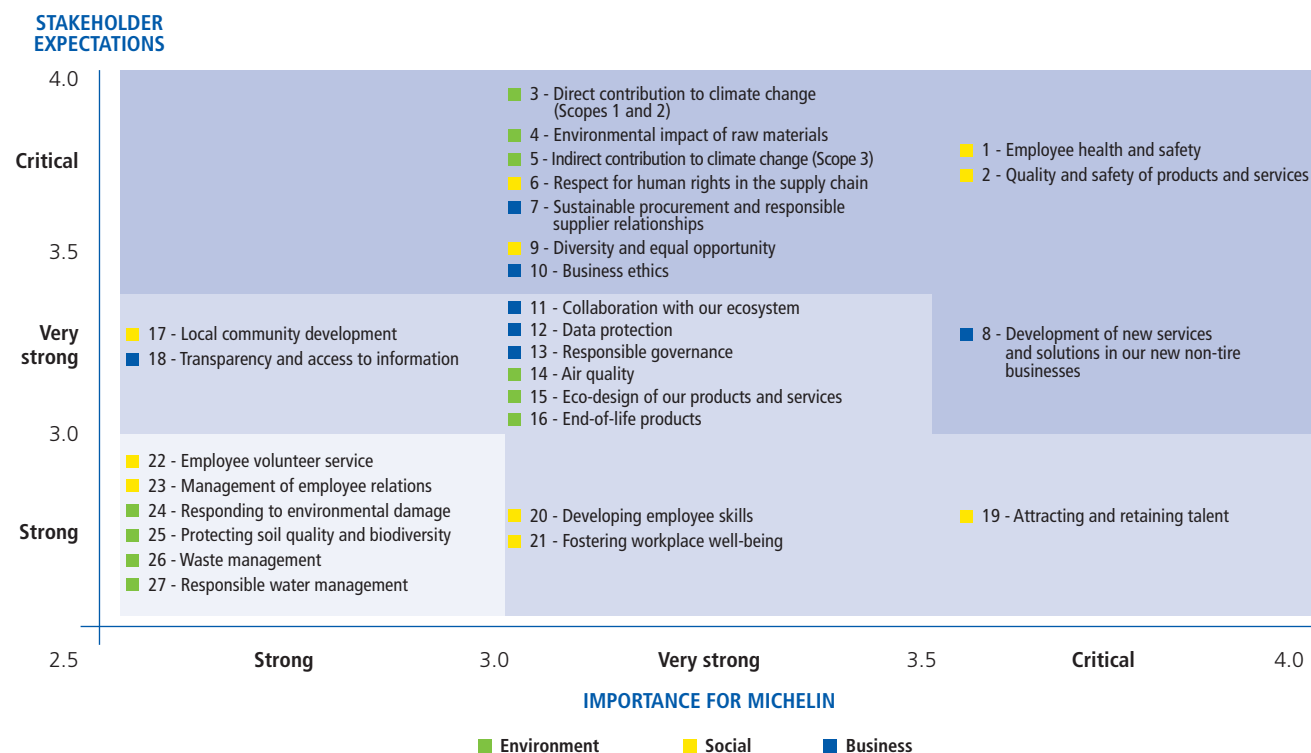 STAKEHOLDER
EXPECTATIONS
4.0
Critical
3.5
Very
strong
3.0
Strong
2.5
3 - Direct contribution to climate change
(Scopes 1 and 2)
4 - Environmental impact of raw materials
5 - Indirect contribution to climate change (Scope 3)
6 - Respect for human rights in the supply chain
7 - Sustainable procurement and responsible
supplier relationships
9 - Diversity and equal opportunity
10 - Business ethics
1 - Employee health and safety
2 - Quality and safety of products and services
17 - Local community development
18 - Transparency and access to information
11 - Collaboration with our ecosystem
12 - Data protection
13 - Responsible governance
14 - Air quality
15 - Eco-design of our products and services
16 - End-of-life products
8 - Development of new services
and solutions in our new non-tire
businesses
22 - Employee volunteer service
23 - Management of employee relations
24 - Responding to environmental damage
25 - Protecting soil quality and biodiversity
26 - Waste management
27 - Responsible water management
20 - Developing employee skills
21 - Fostering workplace well-being
19 - Attracting and retaining talent
Strong
3.0
Very strong
3.5
Critical
4.0
IMPORTANCE FOR MICHELIN
Environment
Social
Business